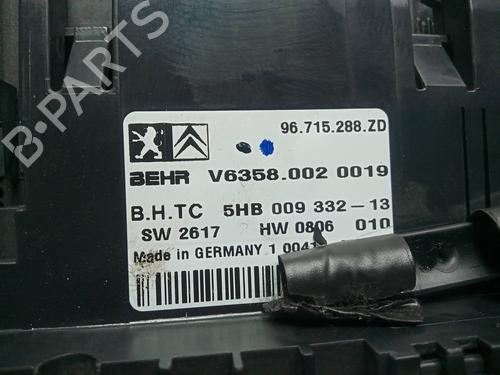 96.715.288.ZD
BEHR V6358.002 0019
B.H.TC 5HB 009 332-13
SW 2617 HW 0806 010
Made in GERMANY 1 004
B-PARTS